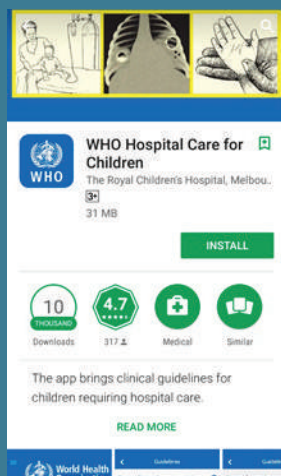 WHO
WHO Hospital Care for
Children
The Royal Children's Hospital, Melbou..
3+
31 MB
INSTALL
10
THOUSAND
Downloads
4.7
317
Medical
Similar
The app brings clinical guidelines for
children requiring hospital care.
READ MORE
World Health
Guidelines